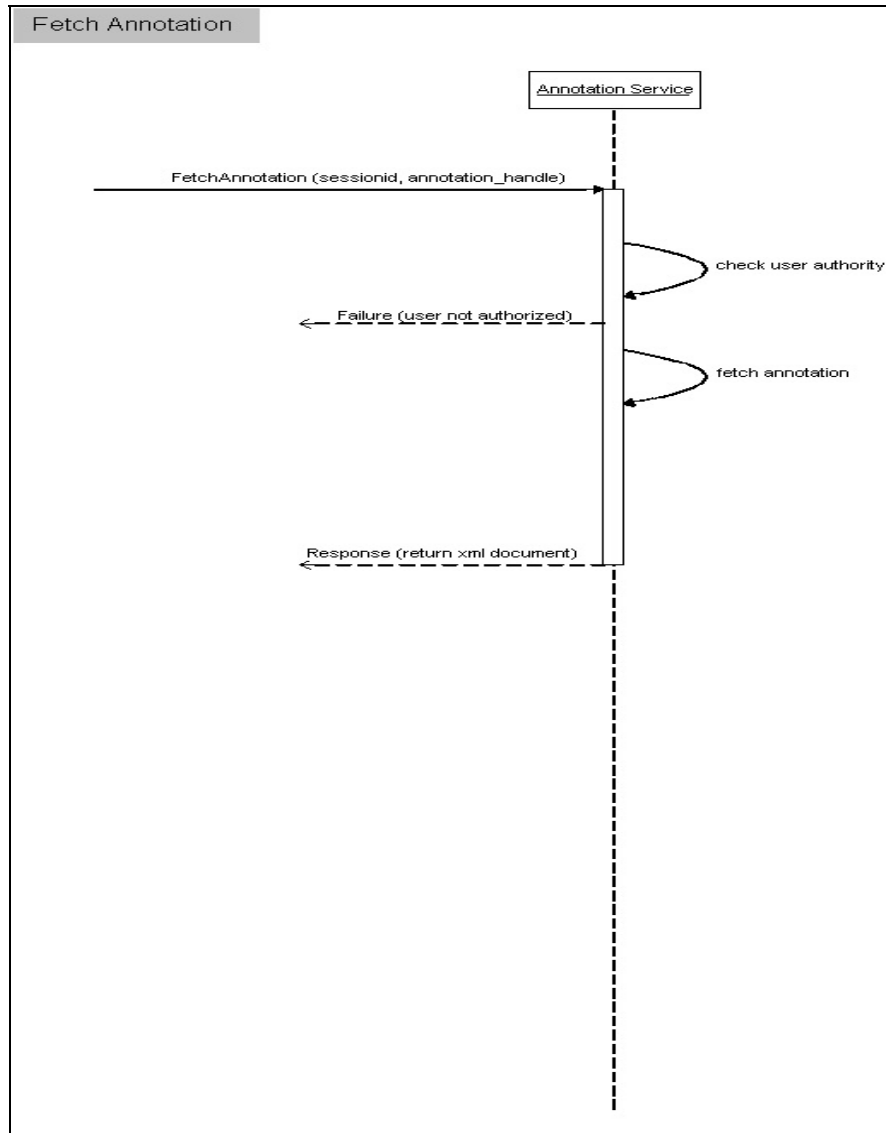 Fetch Annotation
Annotation Service
FetchAnnotation (sessionid, annotation_handle)
check user authority
Failure (user not authorized)
fetch annotation
Response (return xml document)